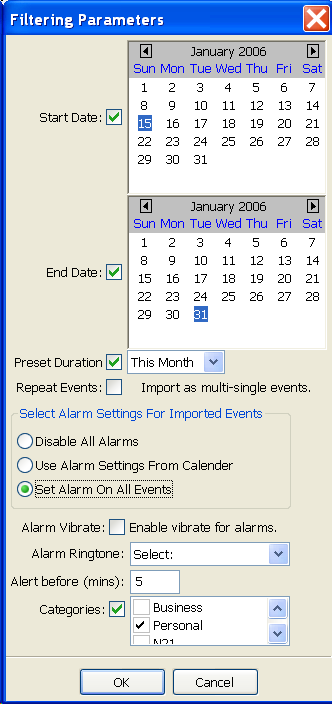 Filtering Parameters
January 2006
Sun Mon Tue Wed Thu Fri Sat
1 2 3 4 5 6 7
8 9 10 11 12 13 14
Start Date:
15 16 17 18 19 20 21
22 23 24 25 26 27 28
29 30 31
January 2006
Sun Mon Tue Wed Thu Fri Sat
1 2 3 4 5 6 7
8 9 10 11 12 13 14
End Date:
15 16 17 18 19 20 21
22 23 24 25 26 27 28
29 30 31
Preset Duration This Month
Repeat Events: Import as multi-single events.
Select Alarm Settings For Imported Events
Disable All Alarms
Use Alarm Settings From Calender
Set Alarm On All Events
Alarm Vibrate: Enable vibrate for alarms.
Alarm Ringtone: Select:
Alert before (mins): 5
Categories: Business
Personal
N21
OK Cancel